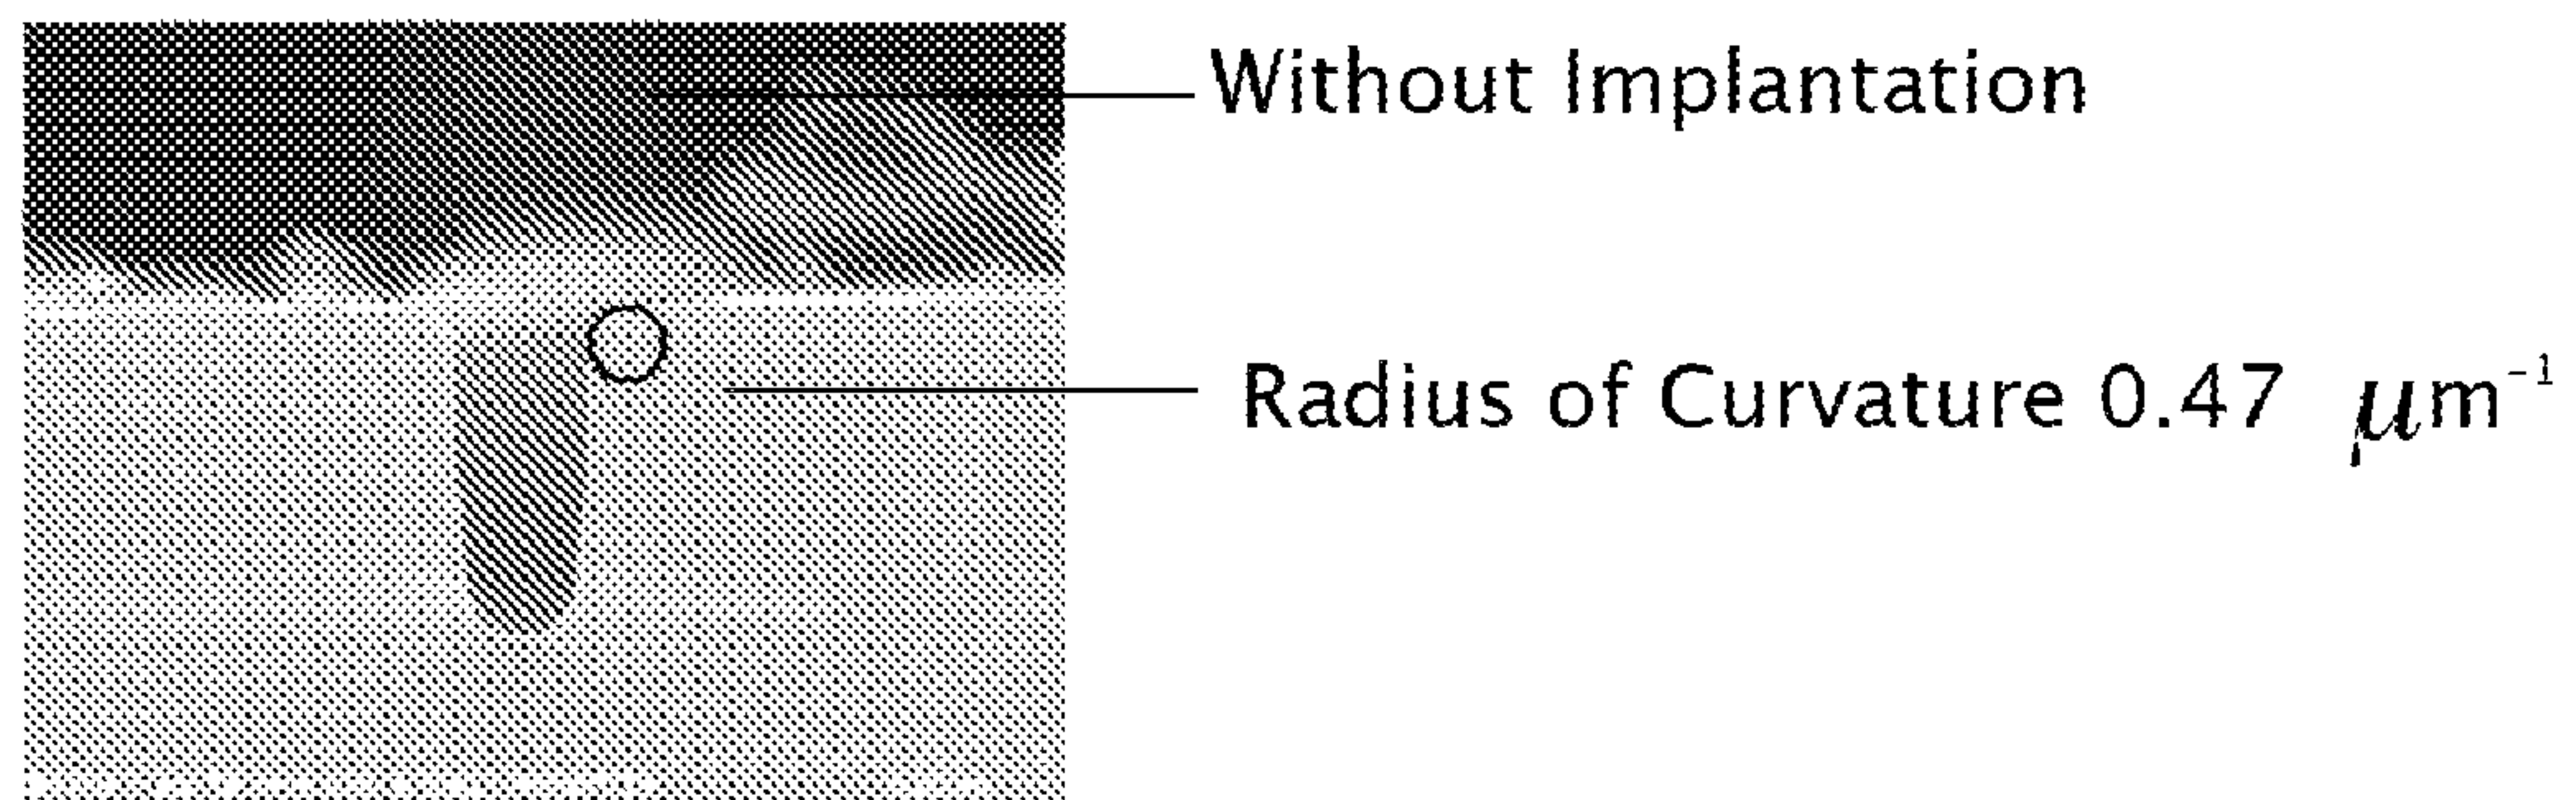 Without Implantation
Radius of Curvature 0.47 μm⁻¹